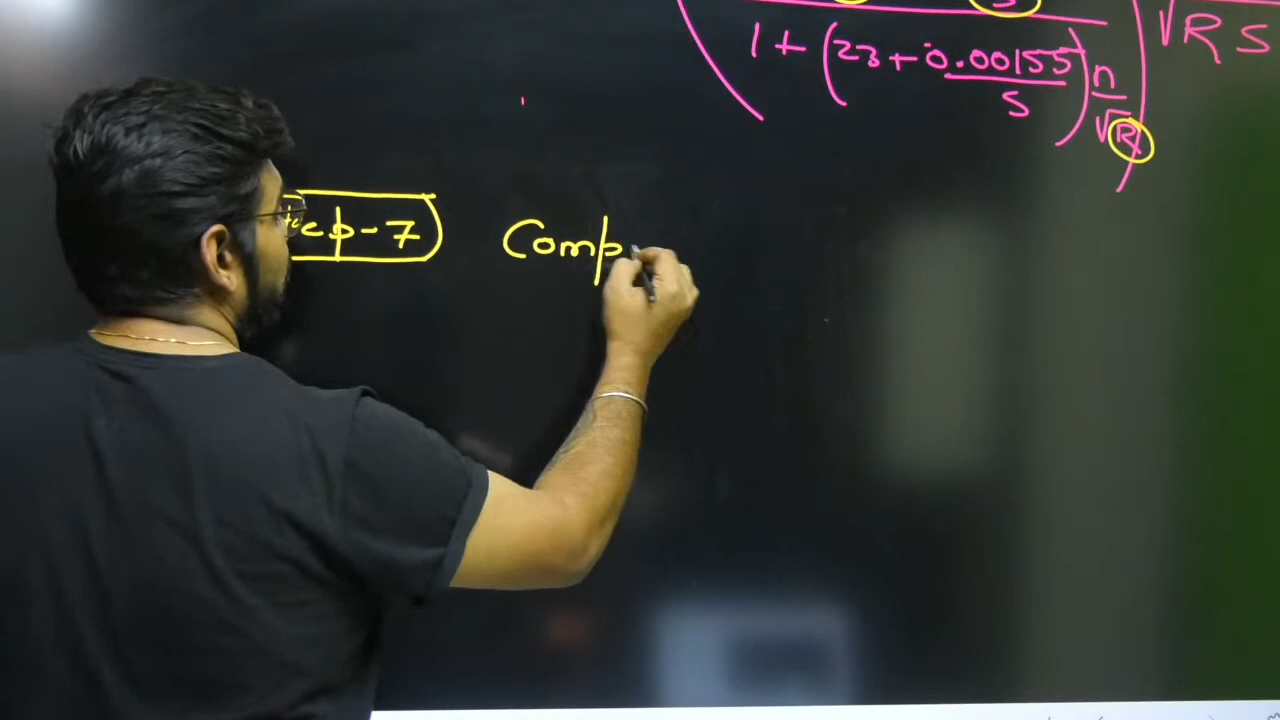 1 + (23 + 0.00155/S) n/√R √RS
Step-7 Comp